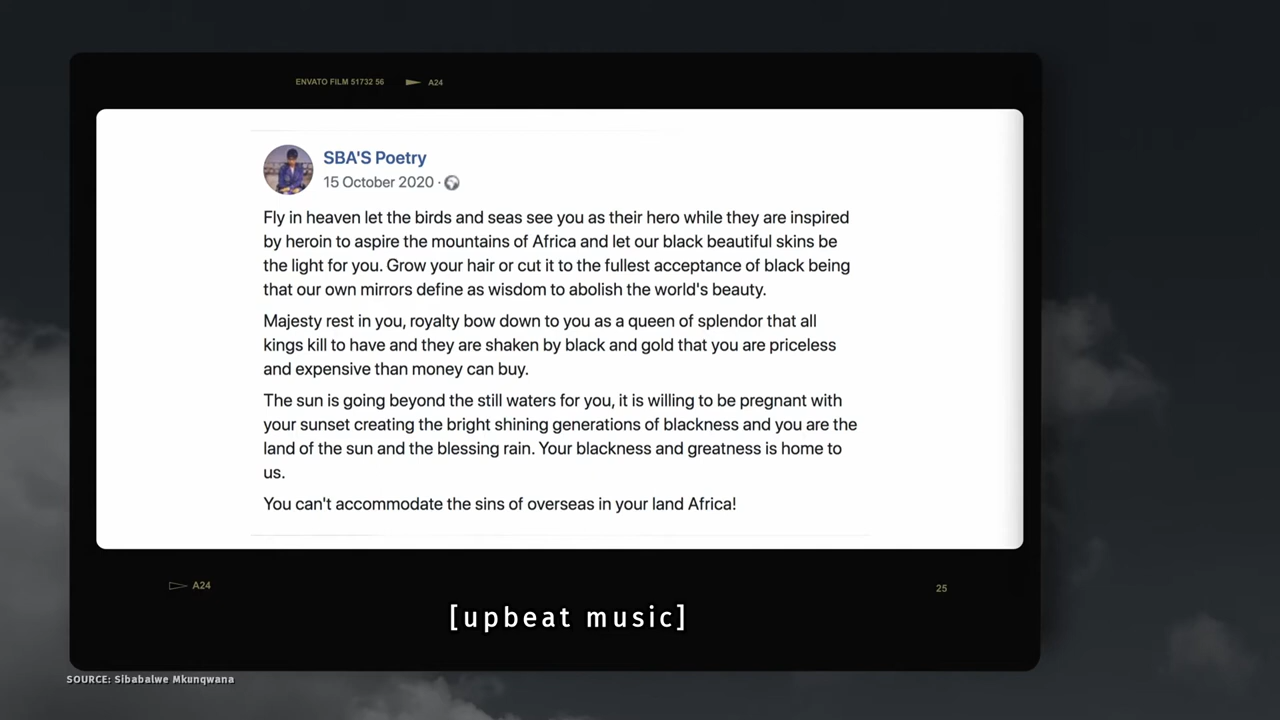 ENVATO FILM 51732 56 A24
SBA'S Poetry
15 October 2020 ·
Fly in heaven let the birds and seas see you as their hero while they are inspired
by heroin to aspire the mountains of Africa and let our black beautiful skins be
the light for you. Grow your hair or cut it to the fullest acceptance of black being
that our own mirrors define as wisdom to abolish the world's beauty.
Majesty rest in you, royalty bow down to you as a queen of splendor that all
kings kill to have and they are shaken by black and gold that you are priceless
and expensive than money can buy.
The sun is going beyond the still waters for you, it is willing to be pregnant with
your sunset creating the bright shining generations of blackness and you are the
land of the sun and the blessing rain. Your blackness and greatness is home to
us.
You can't accommodate the sins of overseas in your land Africa!
A24
25
[upbeat music]
SOURCE: Sibabalwe Mkunqwana